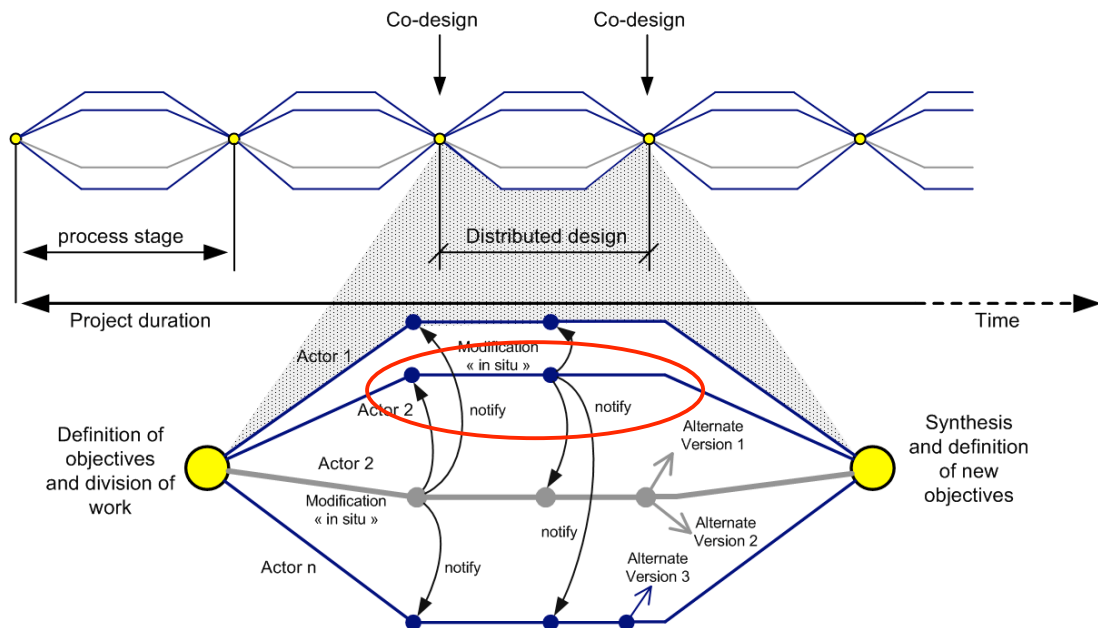 Co-design
Co-design
process stage
Distributed design
Project duration
Time
Actor 1
Modification
« in situ »
Actor 2
notify
notify
Alternate
Version 1
Definition of
objectives
and division of
work
Synthesis
and definition
of new
objectives
Actor 2
Modification
« in situ »
notify
Alternate
Version 2
Actor n
notify
Alternate
Version 3